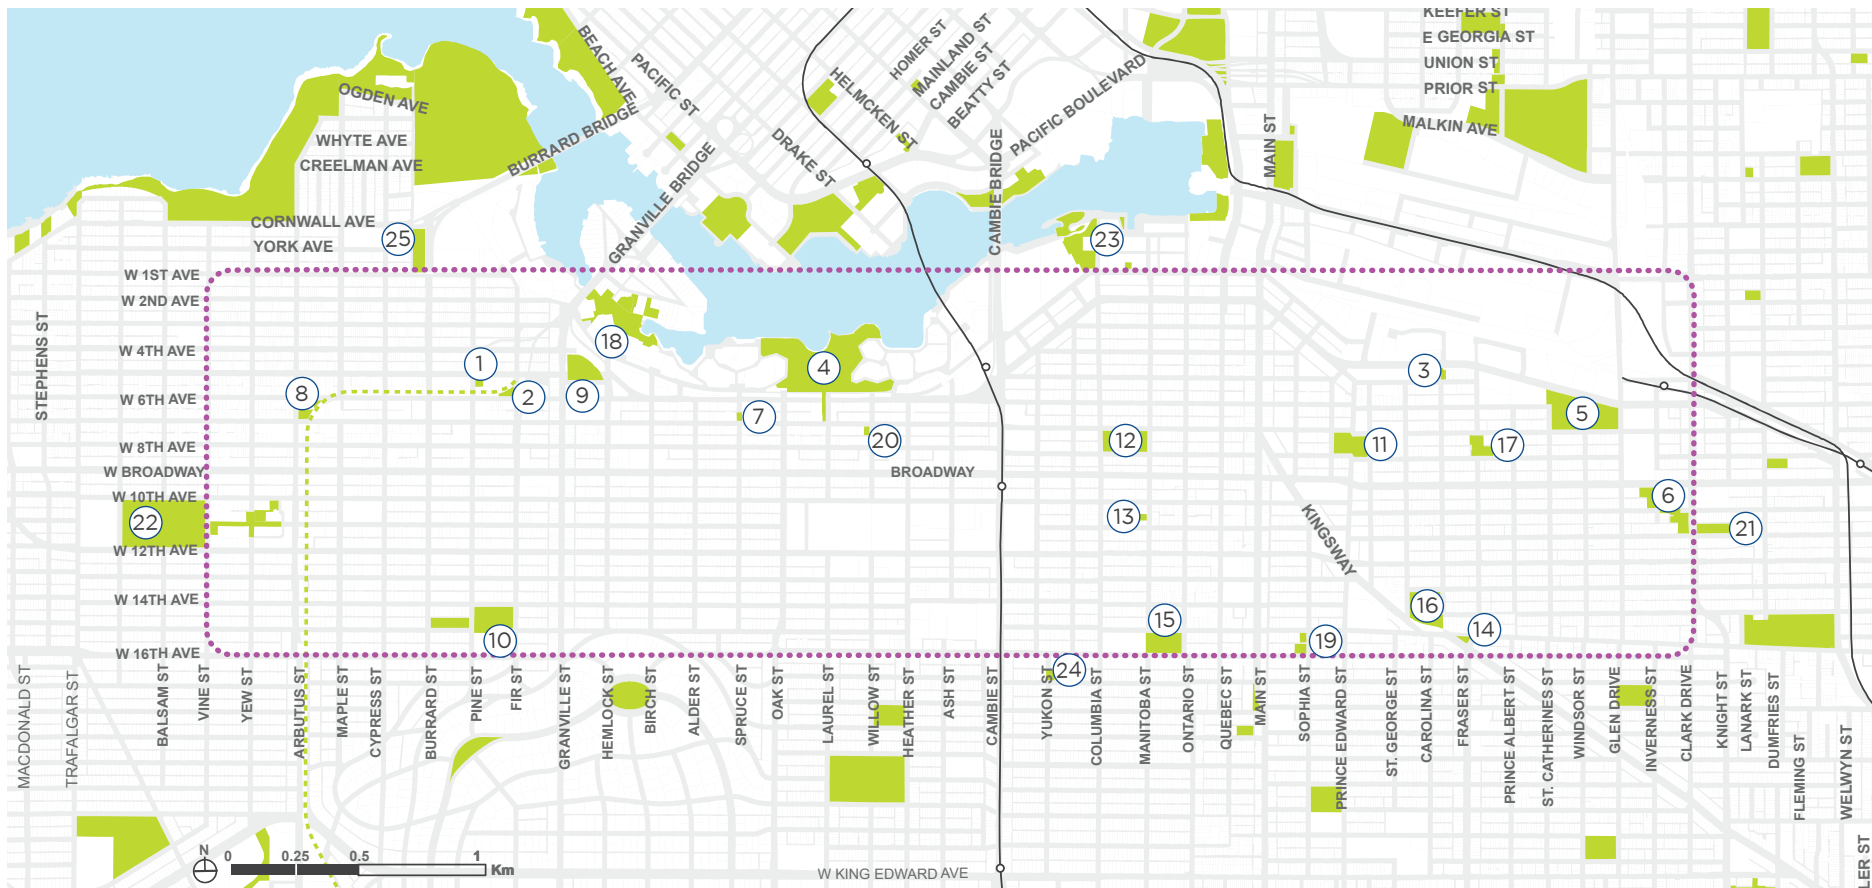 KEEFER ST
E GEORGIA ST
UNION ST
PRIOR ST
MALKIN AVE
MAIN ST
HOMER ST
MAINLAND ST
CAMBIE ST
BEATTY ST
PACIFIC BOULEVARD
HELMCKEN ST
DRAKE ST
CAMBIE BRIDGE
BEACH AVE
PACIFIC ST
BURRARD BRIDGE
GRANVILLE BRIDGE
OGDEN AVE
WHYTE AVE
CREELMAN AVE
CORNWALL AVE
YORK AVE
25
23
W 1ST AVE
W 2ND AVE
W 4TH AVE
W 6TH AVE
W 8TH AVE
W BROADWAY
W 10TH AVE
W 12TH AVE
W 14TH AVE
W 16TH AVE
STEPHENS ST
BROADWAY
KINGSWAY
18
1
4
3
8
2
9
7
5
20
12
11
17
6
22
13
21
16
15
14
10
19
24
MACDONALD ST
TRAFALGAR ST
BALSAM ST
VINE ST
YEW ST
ARBUTUS ST
MAPLE ST
CYPRESS ST
BURRARD ST
PINE ST
FIR ST
GRANVILLE ST
HEMLOCK ST
BIRCH ST
ALDER ST
SPRUCE ST
OAK ST
LAUREL ST
WILLOW ST
HEATHER ST
ASH ST
CAMBIE ST
YUKON ST
COLUMBIA ST
MANITOBA ST
ONTARIO ST
QUEBEC ST
MAIN ST
SOPHIA ST
PRINCE EDWARD ST
ST. GEORGE ST
CAROLINA ST
FRASER ST
PRINCE ALBERT ST
ST. CATHERINES ST
WINDSOR ST
GLEN DRIVE
INVERNESS ST
CLARK DRIVE
KNIGHT ST
LANARK ST
DUMFRIES ST
FLEMING ST
WELWYN ST
LER ST
W KING EDWARD AVE
N
0 0.25 0.5 1
Km